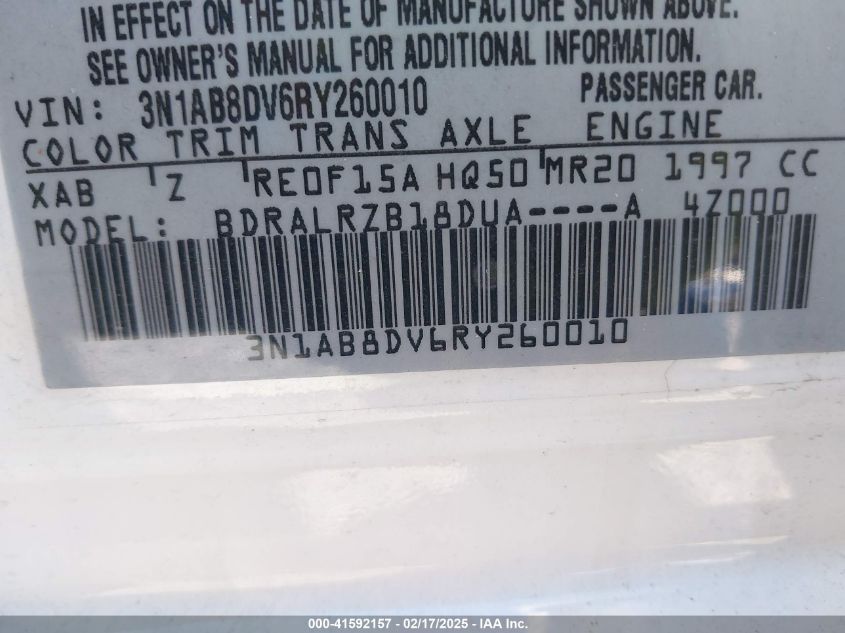 IN EFFECT ON THE DATE OF MANUFACTURE SHOWN ABOVE.
SEE OWNER'S MANUAL FOR ADDITIONAL INFORMATION.
VIN: 3N1AB8DV6RY260010 PASSENGER CAR.
COLOR TRIM TRANS AXLE ENGINE
XAB Z RE0F15A HQ50 MR20 1997 CC
MODEL: BDRALRZB18DUA----A 4Z000
3N1AB8DV6RY260010
000-41592157 - 02/17/2025 - IAA Inc.